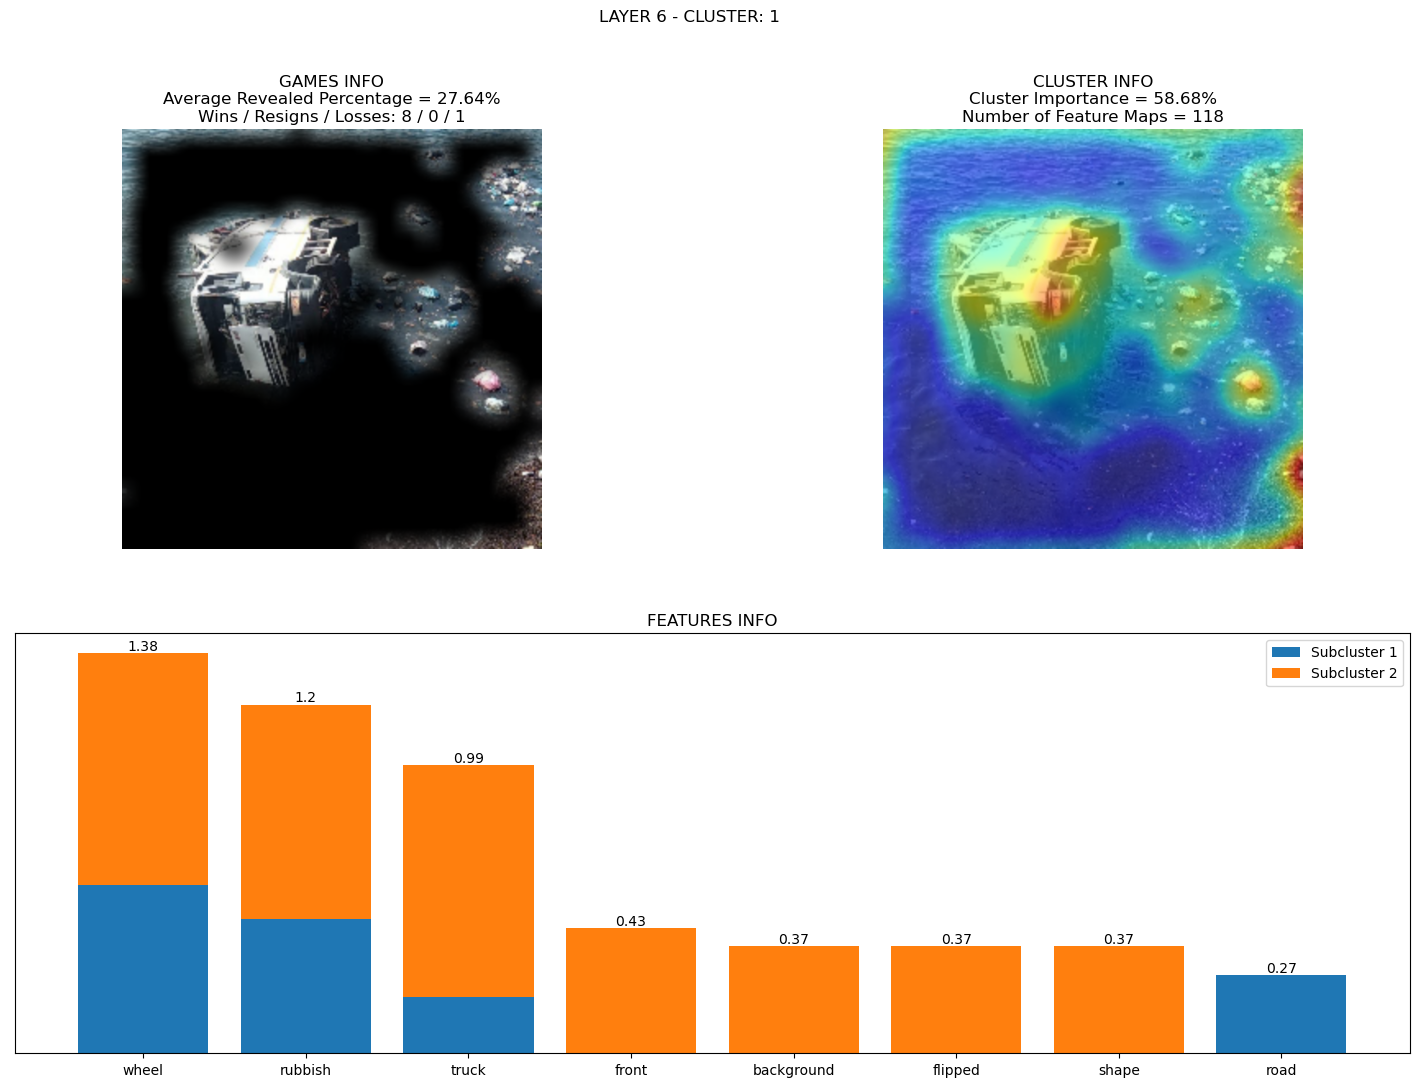 LAYER 6 - CLUSTER: 1
GAMES INFO
Average Revealed Percentage = 27.64%
Wins / Resigns / Losses: 8 / 0 / 1
CLUSTER INFO
Cluster Importance = 58.68%
Number of Feature Maps = 118
FEATURES INFO
Subcluster 1
Subcluster 2
1.38
1.2
0.99
0.43
0.37
0.37
0.37
0.27
wheel
rubbish
truck
front
background
flipped
shape
road